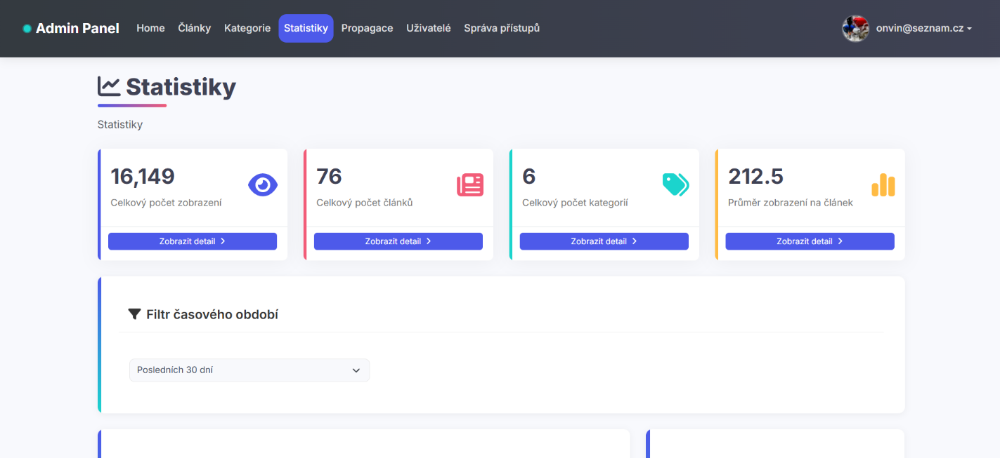 Admin Panel Home Články Kategorie Statistiky Propagace Uživatelé Správa přístupů onvin@seznam.cz
Statistiky
Statistiky
16,149
Celkový počet zobrazení
Zobrazit detail
76
Celkový počet článků
Zobrazit detail
6
Celkový počet kategorií
Zobrazit detail
212.5
Průměr zobrazení na článek
Zobrazit detail
Filtr časového období
Posledních 30 dní